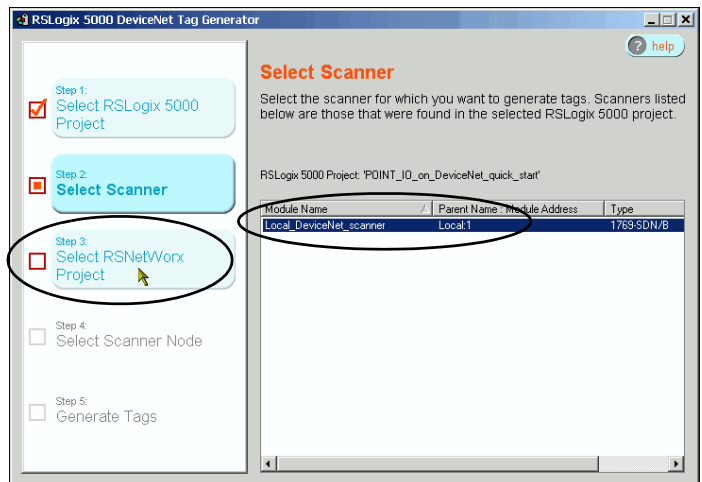 RSLogix 5000 DeviceNet Tag Generator
? help
Step 1:
Select RSLogix 5000
Project
Step 2:
Select Scanner
Step 3:
Select RSNetWorx
Project
Step 4:
Select Scanner Node
Step 5:
Generate Tags
Select Scanner
Select the scanner for which you want to generate tags. Scanners listed
below are those that were found in the selected RSLogix 5000 project.
RSLogix 5000 Project: 'POINT_IO_on_DeviceNet_quick_start'
Module Name Parent Name : Module Address Type
Local_DeviceNet_scanner Local:1 1769-SDN/B